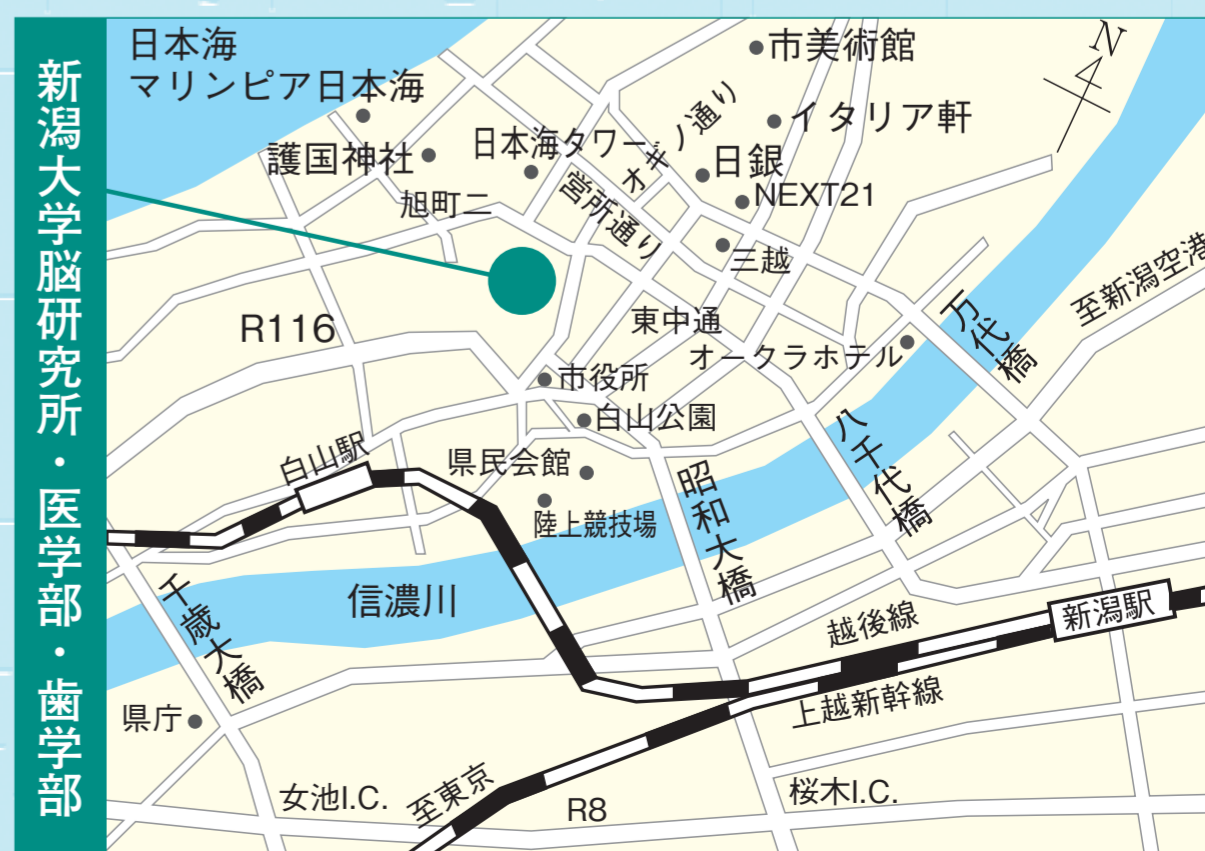 新潟大学脳研究所・医学部・歯学部
日本海
マリンピア日本海
護国神社
日本海タワー
旭町二
営所通り
オギノ通り
市美術館
イタリア軒
日銀
NEXT21
三越
N
R116
東中通
オークラホテル
万代橋
至新潟空港
市役所
白山公園
八千代橋
白山駅
県民会館
陸上競技場
昭和大橋
信濃川
千歳大橋
越後線
新潟駅
上越新幹線
県庁
女池I.C.
至東京
R8
桜木I.C.